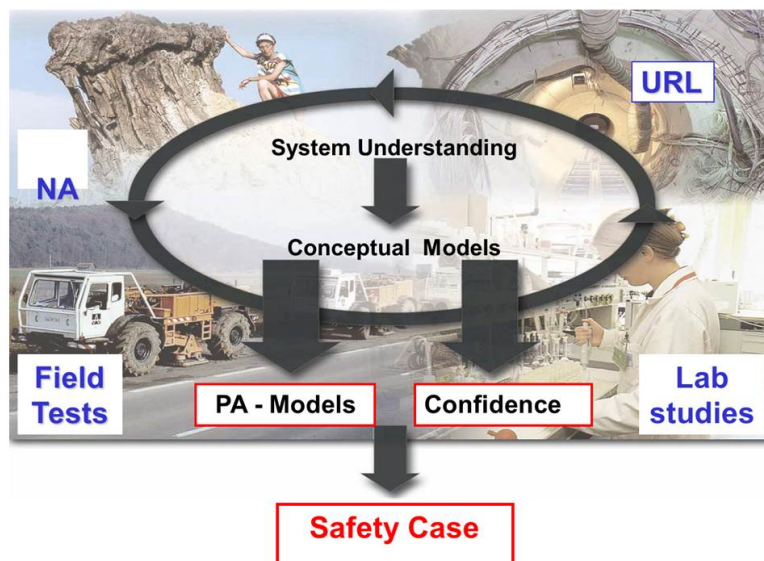 URL
System Understanding
NA
Conceptual Models
Field
Tests
PA - Models
Confidence
Lab
studies
Safety Case